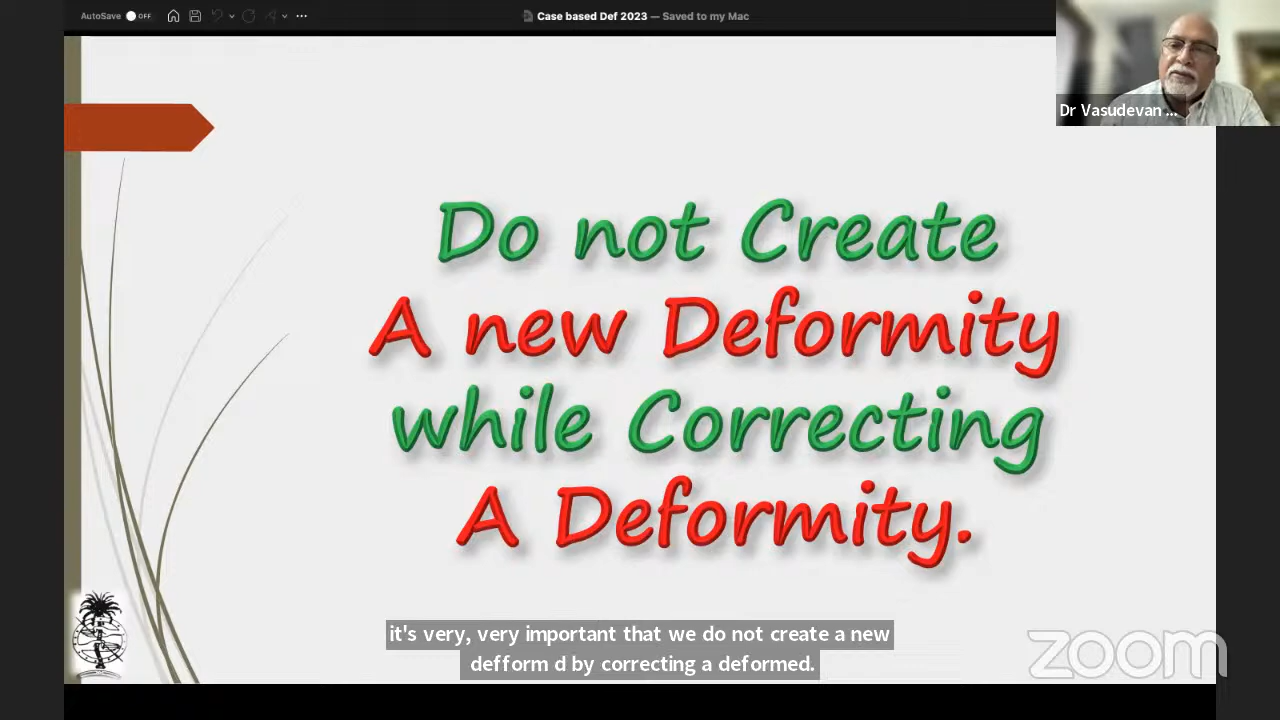 AutoSave OFF
Case based Def 2023 — Saved to my Mac
Dr Vasudevan ...
Do not Create
A new Deformity
while Correcting
A Deformity.
it's very, very important that we do not create a new
defform d by correcting a deformed.
zoom